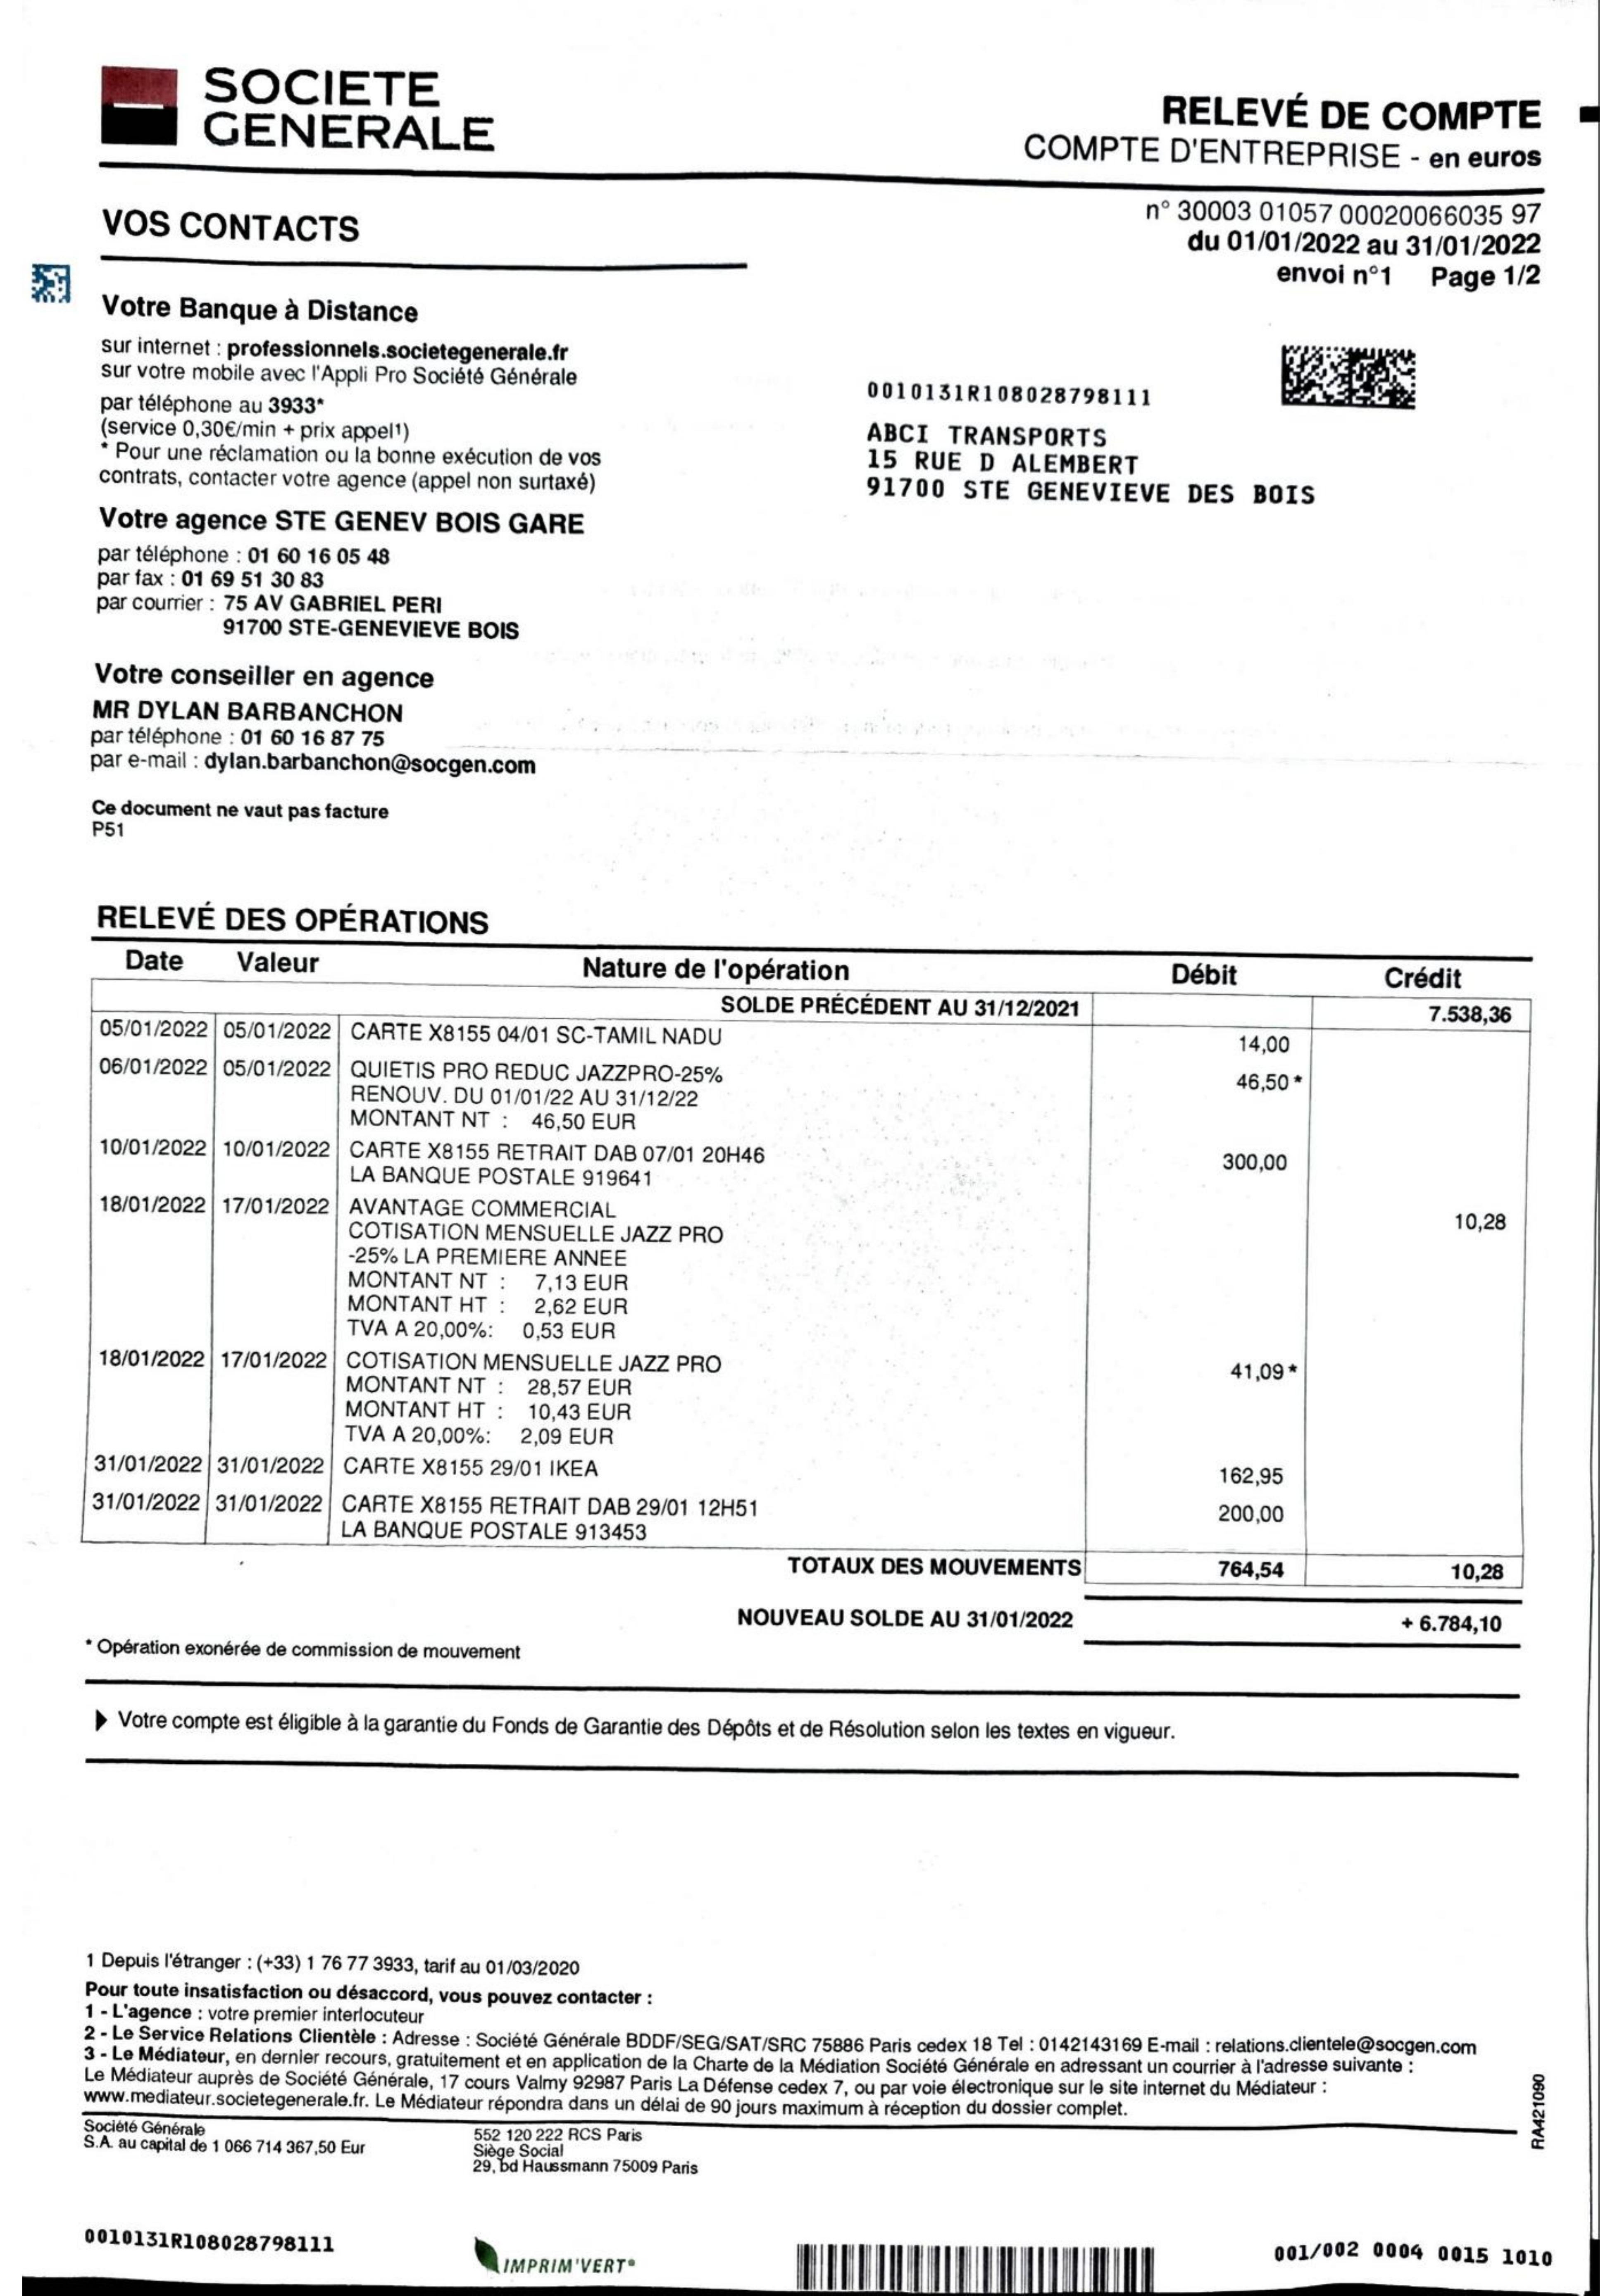 SOCIETE
GENERALE
RELEVÉ DE COMPTE
COMPTE D'ENTREPRISE - en euros
n° 30003 01057 00020066035 97
du 01/01/2022 au 31/01/2022
envoi n°1 Page 1/2
VOS CONTACTS
Votre Banque à Distance
sur internet : professionnels.societegenerale.fr
sur votre mobile avec l'Appli Pro Société Générale
par téléphone au 3933*
(service 0,30€/min + prix appel¹)
* Pour une réclamation ou la bonne exécution de vos
contrats, contacter votre agence (appel non surtaxé)
0010131R108028798111
ABCI TRANSPORTS
15 RUE D ALEMBERT
91700 STE GENEVIEVE DES BOIS
Votre agence STE GENEV BOIS GARE
par téléphone : 01 60 16 05 48
par fax : 01 69 51 30 83
par courrier : 75 AV GABRIEL PERI
91700 STE-GENEVIEVE BOIS
Votre conseiller en agence
MR DYLAN BARBANCHON
par téléphone : 01 60 16 87 75
par e-mail : dylan.barbanchon@socgen.com
Ce document ne vaut pas facture
P51
RELEVÉ DES OPÉRATIONS
Date Valeur Nature de l'opération Débit Crédit
SOLDE PRÉCÉDENT AU 31/12/2021 7.538,36
05/01/2022 05/01/2022 CARTE X8155 04/01 SC-TAMIL NADU 14,00
06/01/2022 05/01/2022 QUIETIS PRO REDUC JAZZPRO-25% 46,50 *
RENOUV. DU 01/01/22 AU 31/12/22
MONTANT NT : 46,50 EUR
10/01/2022 10/01/2022 CARTE X8155 RETRAIT DAB 07/01 20H46 300,00
LA BANQUE POSTALE 919641
18/01/2022 17/01/2022 AVANTAGE COMMERCIAL 10,28
COTISATION MENSUELLE JAZZ PRO
-25% LA PREMIERE ANNEE
MONTANT NT : 7,13 EUR
MONTANT HT : 2,62 EUR
TVA A 20,00%: 0,53 EUR
18/01/2022 17/01/2022 COTISATION MENSUELLE JAZZ PRO 41,09 *
MONTANT NT : 28,57 EUR
MONTANT HT : 10,43 EUR
TVA A 20,00%: 2,09 EUR
31/01/2022 31/01/2022 CARTE X8155 29/01 IKEA 162,95
31/01/2022 31/01/2022 CARTE X8155 RETRAIT DAB 29/01 12H51 200,00
LA BANQUE POSTALE 913453
TOTAUX DES MOUVEMENTS 764,54 10,28
NOUVEAU SOLDE AU 31/01/2022 + 6.784,10
* Opération exonérée de commission de mouvement
Votre compte est éligible à la garantie du Fonds de Garantie des Dépôts et de Résolution selon les textes en vigueur.
1 Depuis l'étranger : (+33) 1 76 77 3933, tarif au 01/03/2020
Pour toute insatisfaction ou désaccord, vous pouvez contacter :
1 - L'agence : votre premier interlocuteur
2 - Le Service Relations Clientèle : Adresse : Société Générale BDDF/SEG/SAT/SRC 75886 Paris cedex 18 Tel : 0142143169 E-mail : relations.clientele@socgen.com
3 - Le Médiateur, en dernier recours, gratuitement et en application de la Charte de la Médiation Société Générale en adressant un courrier à l'adresse suivante :
Le Médiateur auprès de Société Générale, 17 cours Valmy 92987 Paris La Défense cedex 7, ou par voie électronique sur le site internet du Médiateur :
www.mediateur.societegenerale.fr. Le Médiateur répondra dans un délai de 90 jours maximum à réception du dossier complet.
RA421090
Société Générale
S.A. au capital de 1 066 714 367,50 Eur
552 120 222 RCS Paris
Siège Social
29, bd Haussmann 75009 Paris
0010131R108028798111
IMPRIM'VERT®
001/002 0004 0015 1010